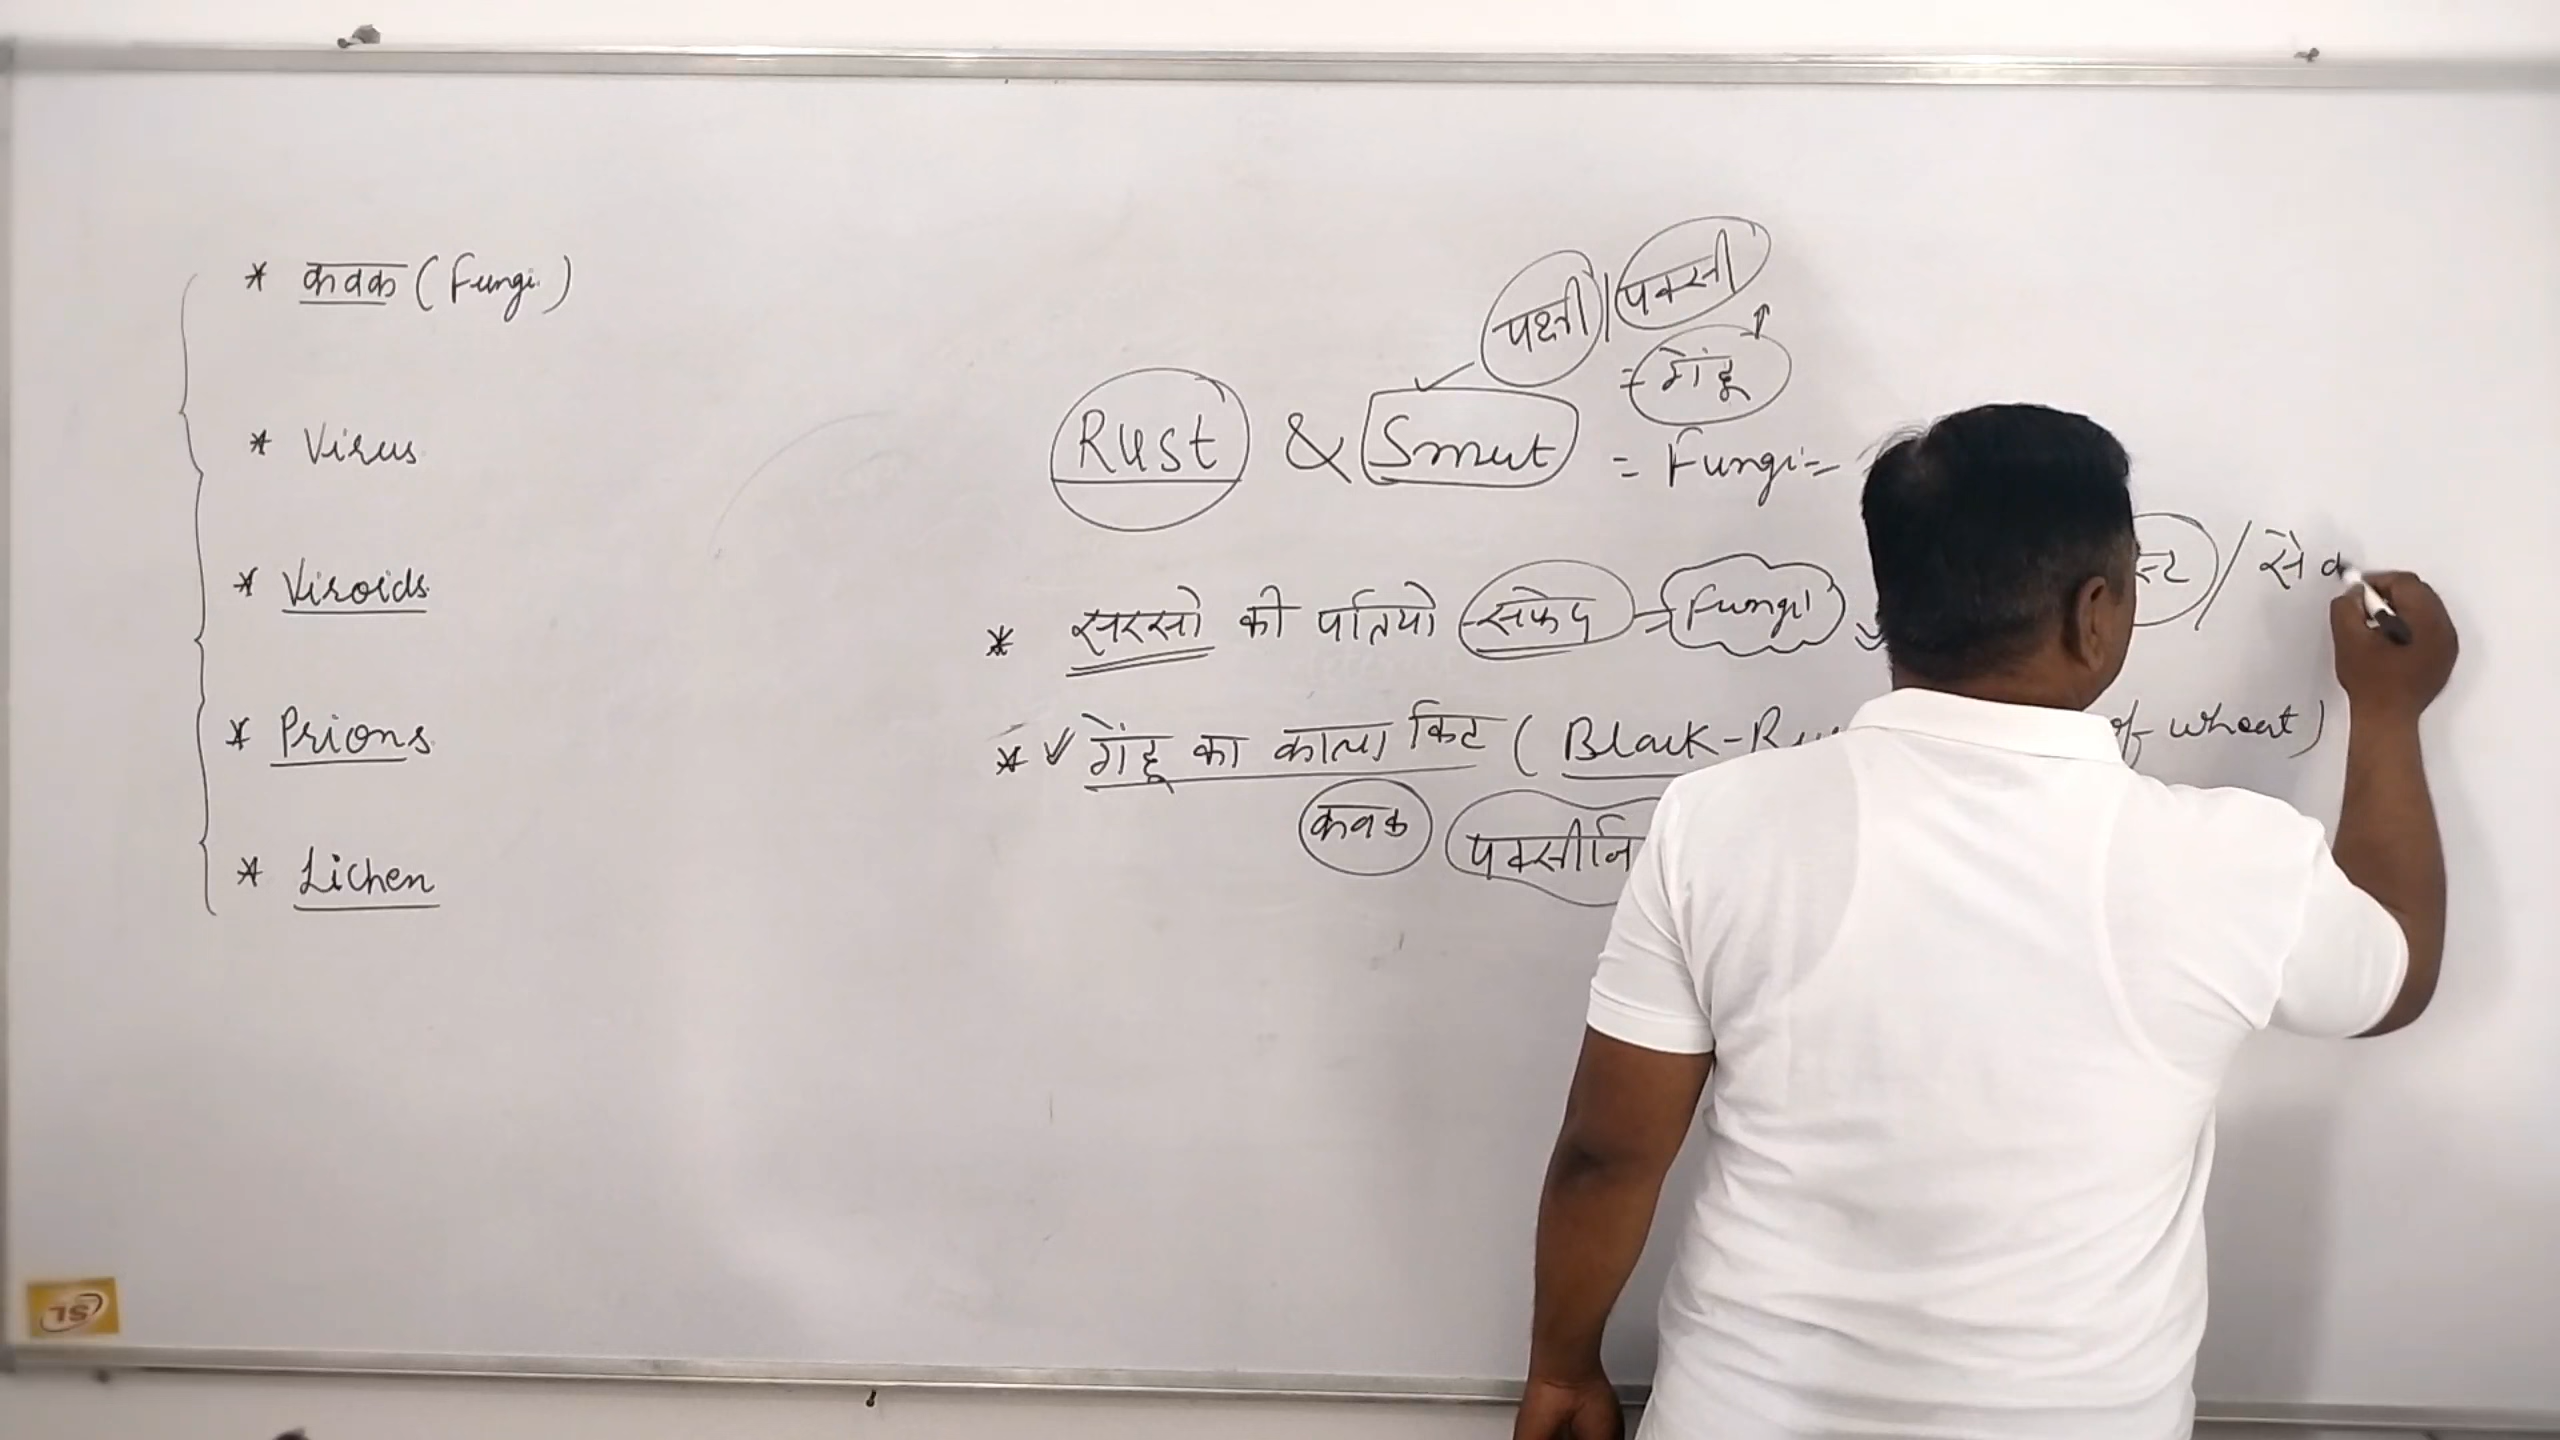 * कवक (Fungi)
* Virus
* Viroids
* Prions
* Lichen
पक्षी / पक्सी
= गेंहू
Rust & Smut = Fungi =
* सरसो की पतियो सफेद = Fungi
/ से
* ✓ गेंहू का काला किट (Black- of wheat)
कवक
SL